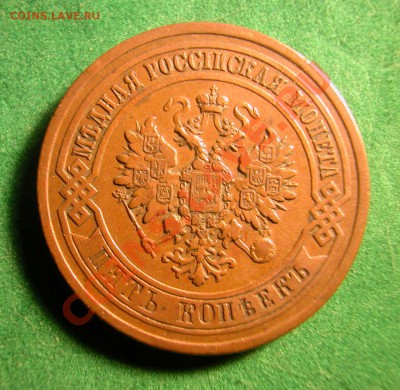 COINS.LAVE.RU
МѢДНАЯ РОССІЙСКАЯ МОНЕТА
ПЯТЬ КОПѢЕКЪ